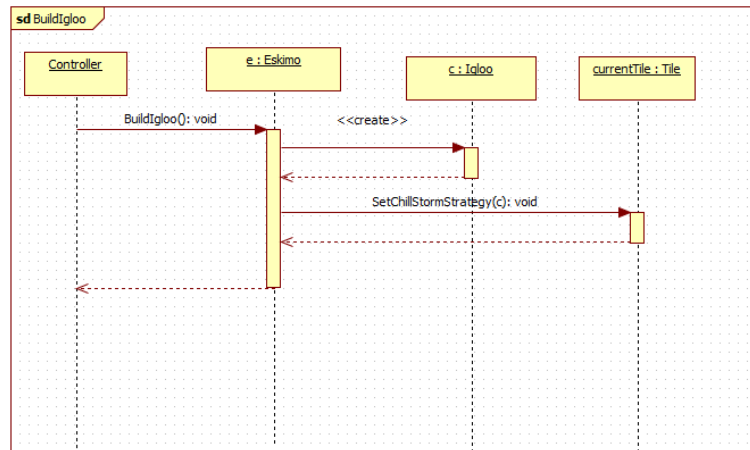 sd BuildIgloo
Controller
e : Eskimo
c : Igloo
currentTile : Tile
BuildIgloo(): void
<<create>>
SetChillStormStrategy(c): void